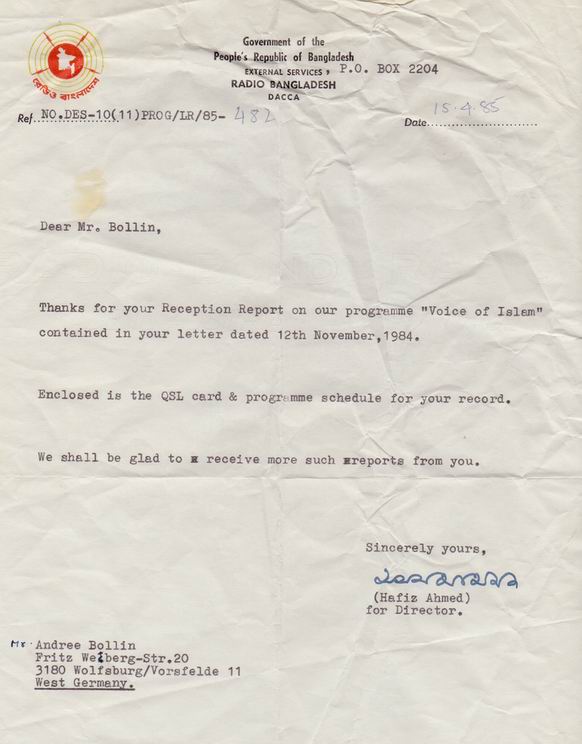 Government of the
People's Republic of Bangladesh
EXTERNAL SERVICES, P.O. BOX 2204
RADIO BANGLADESH
DACCA
রেডিও বাংলাদেশ
Ref. NO.DES-10(11)PROG/LR/85- 482
Date 15.4.85
Dear Mr. Bollin,
Thanks for your Reception Report on our programme "Voice of Islam"
contained in your letter dated 12th November,1984.
Enclosed is the QSL card & programme schedule for your record.
We shall be glad to receive more such reports from you.
Sincerely yours,
(Hafiz Ahmed)
for Director.
Mr. Andree Bollin
Fritz Weiberg-Str.20
3180 Wolfsburg/Vorsfelde 11
West Germany.